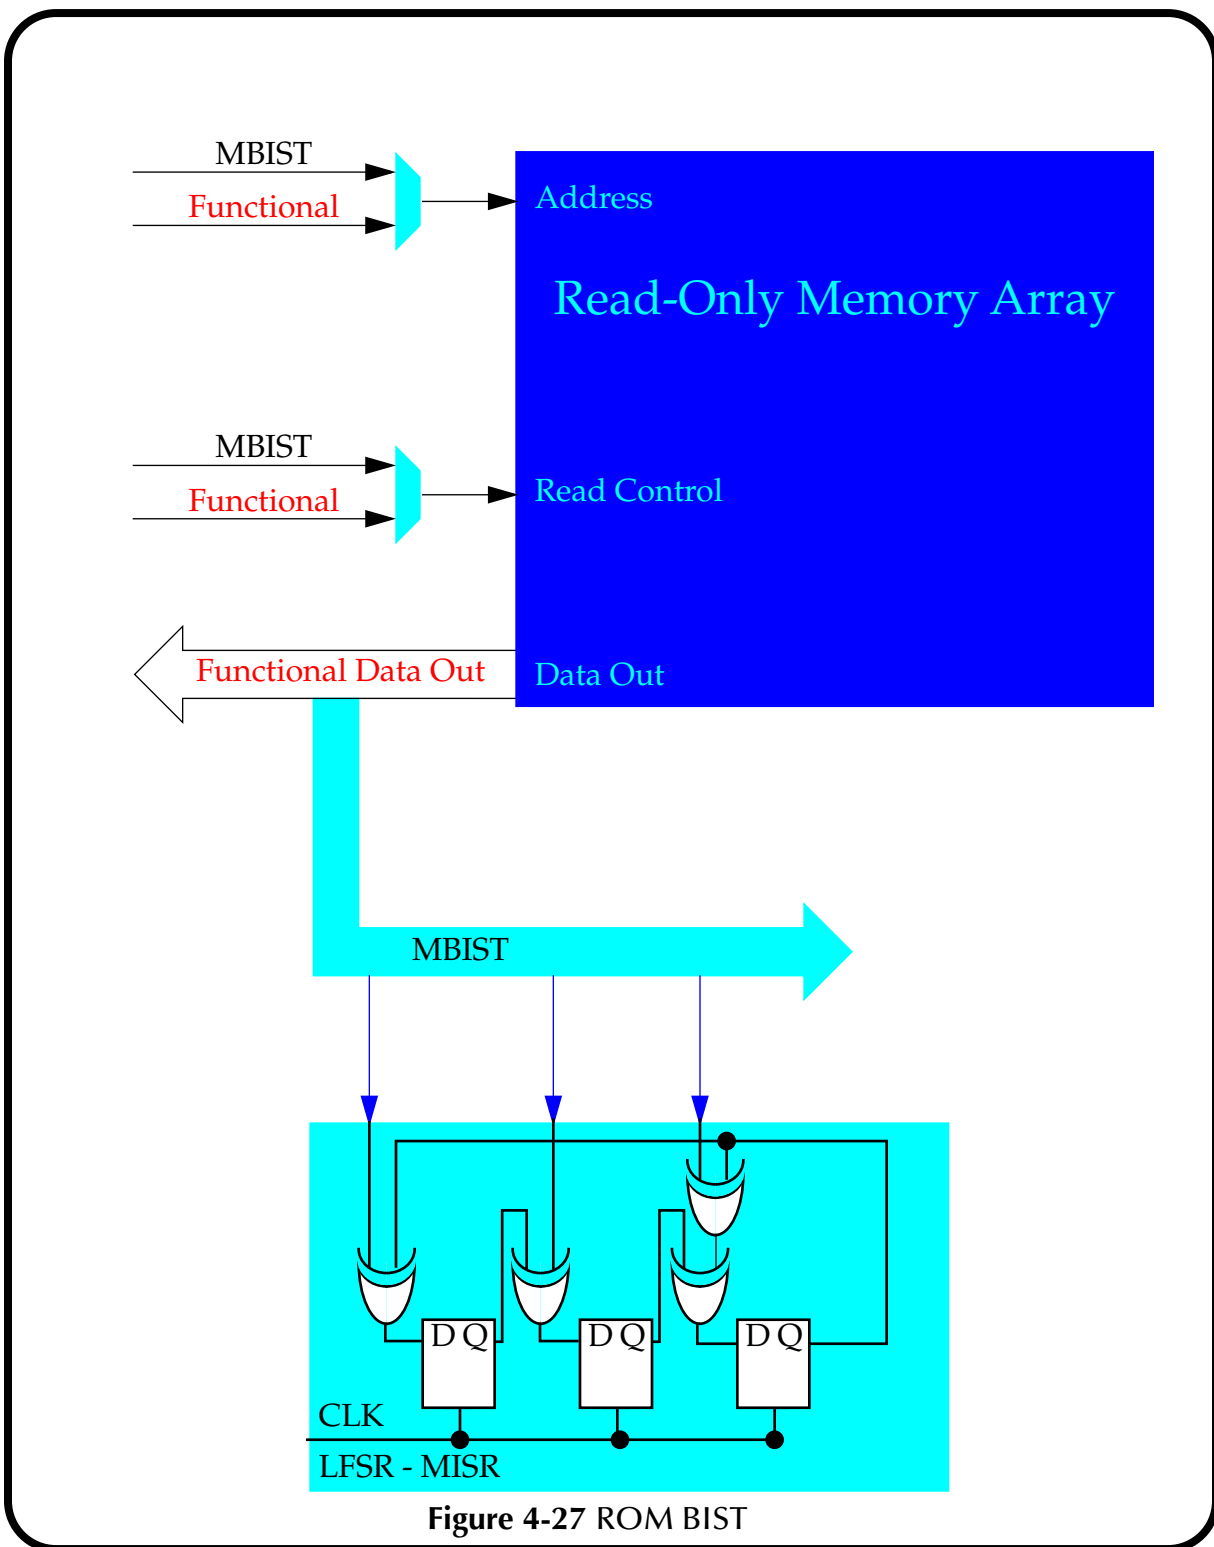 MBIST
Functional
Address
Read-Only Memory Array
MBIST
Functional
Read Control
Functional Data Out
Data Out
MBIST
D Q
D Q
D Q
CLK
LFSR - MISR
Figure 4-27 ROM BIST